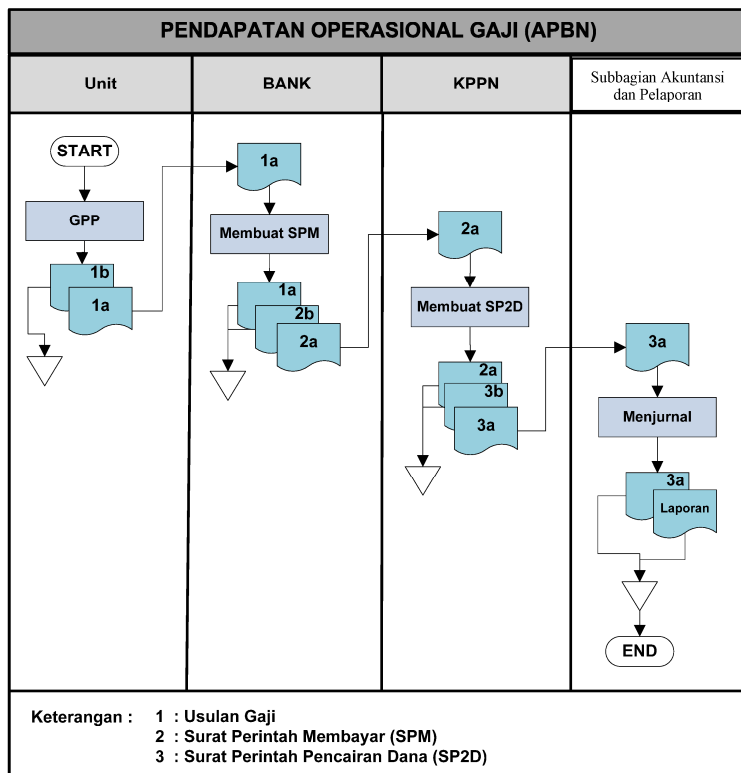 PENDAPATAN OPERASIONAL GAJI (APBN)
Unit
BANK
KPPN
Subbagian Akuntansi
dan Pelaporan
START
GPP
1b
1a
1a
Membuat SPM
1a
2b
2a
2a
Membuat SP2D
2a
3b
3a
3a
Menjurnal
3a
Laporan
END
Keterangan : 1 : Usulan Gaji
2 : Surat Perintah Membayar (SPM)
3 : Surat Perintah Pencairan Dana (SP2D)